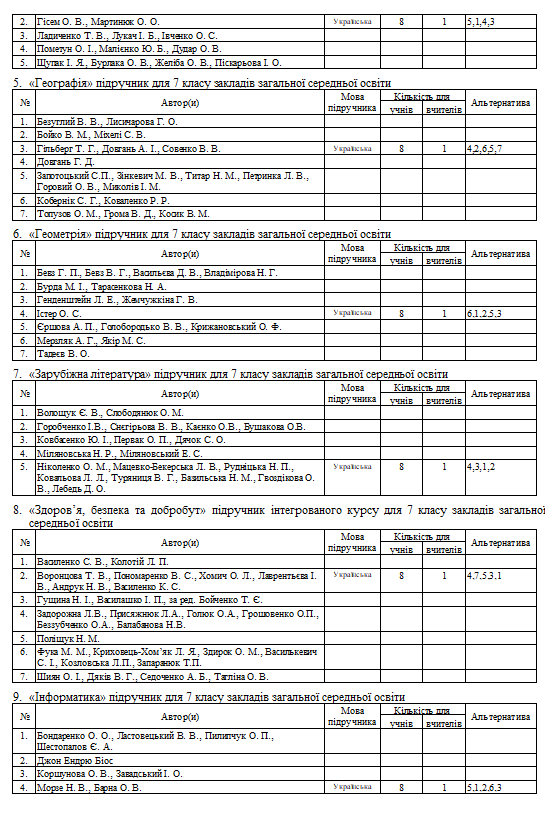 2. Гісем О. В., Мартинюк О. О. Українська 8 1 5,1,4,3
3. Ладиченко Т. В., Лукач І. Б., Івченко О. С.
4. Пометун О. І., Малієнко Ю. Б., Дудар О. В.
5. Щупак І. Я., Бурлака О. В., Желіба О. В., Піскарьова І. О.
5. «Географія» підручник для 7 класу закладів загальної середньої освіти
№ Автор(и) Мова підручника Кількість для Альтернатива
учнів вчителів
1. Безуглий В. В., Лисичарова Г. О.
2. Бойко В. М., Міхелі С. В.
3. Гільберг Т. Г., Довгань А. І., Совенко В. В. Українська 8 1 4,2,6,5,7
4. Довгань Г. Д.
5. Запотоцький С.П., Зінкевич М. В., Титар Н. М., Петринка Л. В.,
Горовий О. В., Миколів І. М.
6. Кобернік С. Г., Коваленко Р. Р.
7. Топузов О. М., Грома В. Д., Косик В. М.
6. «Геометрія» підручник для 7 класу закладів загальної середньої освіти
№ Автор(и) Мова підручника Кількість для Альтернатива
учнів вчителів
1. Бевз Г. П., Бевз В. Г., Васильєва Д. В., Владімірова Н. Г.
2. Бурда М. І., Тарасенкова Н. А.
3. Генденштейн Л. Е., Жемчужкіна Г. В.
4. Істер О. С. Українська 8 1 6,1.2.5.3
5. Єршова А. П., Голобородько В. В., Крижановський О. Ф.
6. Мерзляк А. Г., Якір М. С.
7. Тадеєв В. О.
7. «Зарубіжна література» підручник для 7 класу закладів загальної середньої освіти
№ Автор(и) Мова підручника Кількість для Альтернатива
учнів вчителів
1. Волощук Є. В., Слободянюк О. М.
2. Горобченко І.В., Снєгірьова В. В., Каєнко О.В., Бушакова О.В.
3. Ковбасенко Ю. І., Первак О. П., Дячок С. О.
4. Міляновська Н. Р., Міляновський Е. С.
5. Ніколенко О. М., Мацевко-Бекерська Л. В., Рудніцька Н. П.,
Ковальова Л. Л., Туряниця В. Г., Базильська Н. М., Гвоздікова О.
В., Лебедь Д. О. Українська 8 1 4,3,1,2
8. «Здоров’я, безпека та добробут» підручник інтегрованого курсу для 7 класу закладів загальної
середньої освіти
№ Автор(и) Мова підручника Кількість для Альтернатива
учнів вчителів
1. Василенко С. В., Колотій Л. П.
2. Воронцова Т. В., Пономаренко В. С., Хомич О. Л., Лаврентьєва І.
В., Андрук Н. В., Василенко К. С. Українська 8 1 4.7.5.3.1
3. Гущина Н. І., Василашко І. П., за ред. Бойченко Т. Є.
4. Задорожна Л.В., Присяжнюк Л.А., Голюк О.А., Грошовенко О.П.,
Беззубченко О.А., Балабанова Н.В.
5. Поліщук Н. М.
6. Фука М. М., Криховець-Хом’як Л. Я., Здирок О. М., Василькевич
С. І., Козловська Л.П., Запаранюк Т.П.
7. Шиян О. І., Дяків В. Г., Седоченко А. Б., Тагліна О. В.
9. «Інформатика» підручник для 7 класу закладів загальної середньої освіти
№ Автор(и) Мова підручника Кількість для Альтернатива
учнів вчителів
1. Бондаренко О. О., Ластовецький В. В., Пилипчук О. П.,
Шестопалов Є. А.
2. Джон Ендрю Біос
3. Коршунова О. В., Завадський І. О.
4. Морзе Н. В., Барна О. В. Українська 8 1 5.1.2.6.3